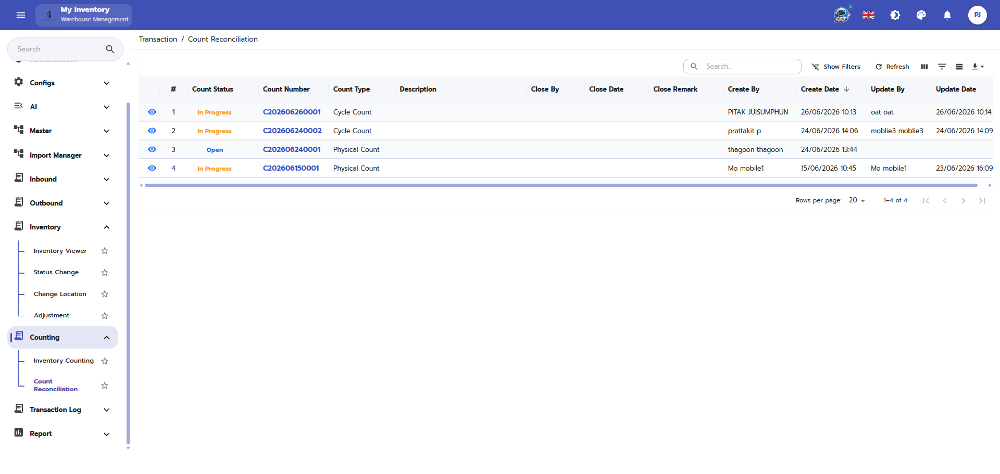 My Inventory
Warehouse Management
PJ
Search
Configs
AI
Master
Import Manager
Inbound
Outbound
Inventory
Inventory Viewer
Status Change
Change Location
Adjustment
Counting
Inventory Counting
Count
Reconciliation
Transaction Log
Report
Transaction / Count Reconciliation
Search...
Show Filters
Refresh
# Count Status Count Number Count Type Description Close By Close Date Close Remark Create By Create Date Update By Update Date
1 In Progress C202606260001 Cycle Count PITAK JUISUMPHUN 26/06/2026 10:13 oat oat 26/06/2026 10:14
2 In Progress C202606240002 Cycle Count prattakit p 24/06/2026 14:06 moblie3 moblie3 24/06/2026 14:09
3 Open C202606240001 Physical Count thagoon thagoon 24/06/2026 13:44
4 In Progress C202606150001 Physical Count Mo mobile1 15/06/2026 10:45 Mo mobile1 23/06/2026 16:09
Rows per page: 20 1–4 of 4